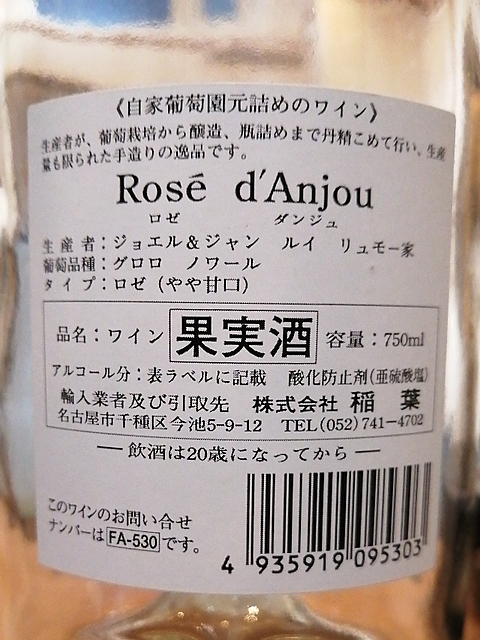 《自家葡萄園元詰めのワイン》
生産者が、葡萄栽培から醸造、瓶詰めまで丹精こめて行い、生産
量も限られた手造りの逸品です。
Rosé d'Anjou
ロゼ ダンジュ
生産者：ジョエル＆ジャン ルイ リュモー家
葡萄品種：グロロ ノワール
タイプ：ロゼ（やや甘口）
品名：ワイン 果実酒 容量：750ml
アルコール分：表ラベルに記載 酸化防止剤（亜硫酸塩）
輸入業者及び引取先 株式会社 稲葉
名古屋市千種区今池5-9-12 TEL(052)741-4702
―飲酒は20歳になってから―
このワインのお問い合せ
ナンバーは FA-530 です。
4 935919 095303